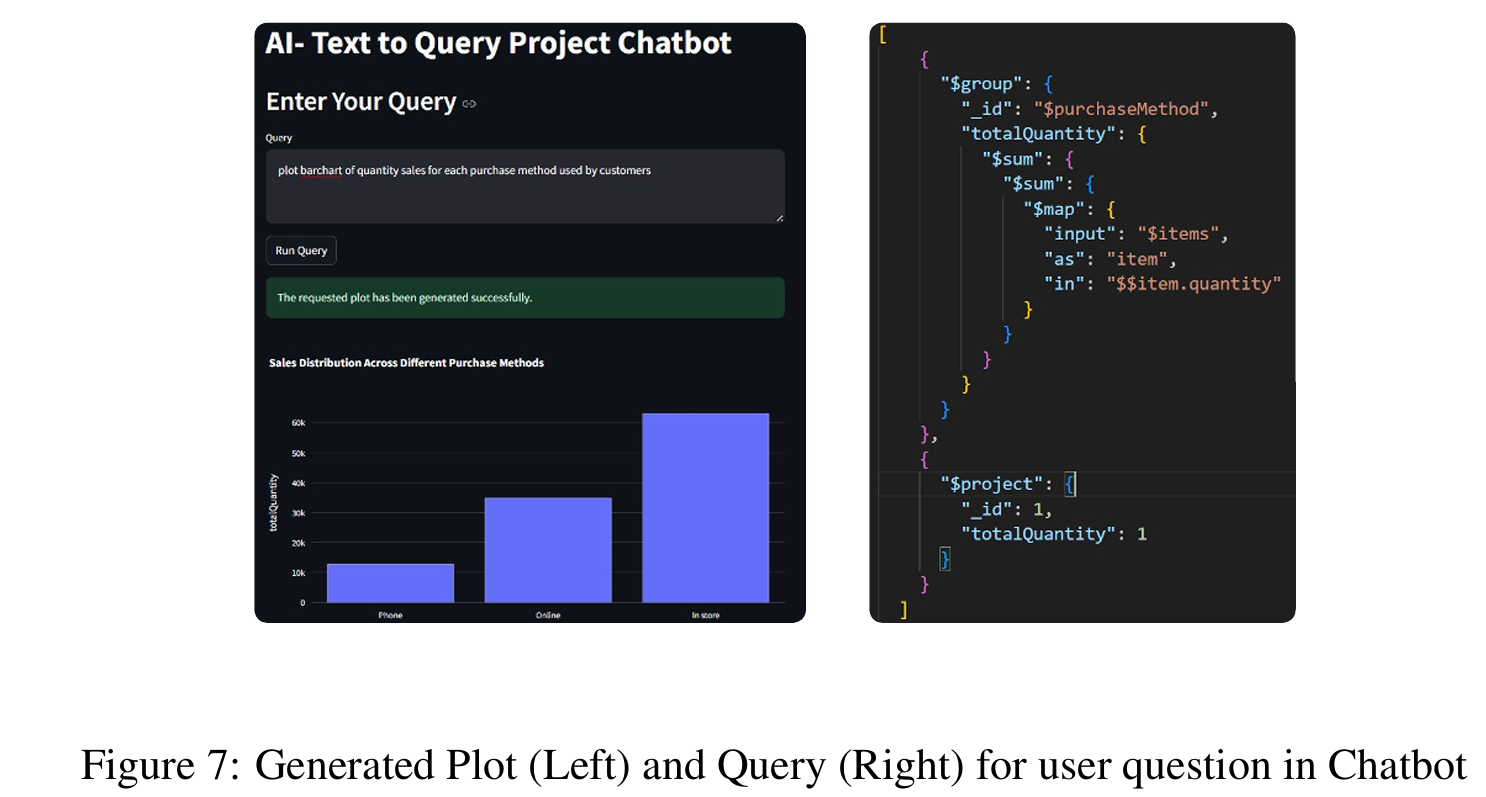 AI- Text to Query Project Chatbot
Enter Your Query
Query
plot barchart of quantity sales for each purchase method used by customers
Run Query
The requested plot has been generated successfully.
Sales Distribution Across Different Purchase Methods
60k
50k
40k
30k
20k
10k
0
totalQuantity
Phone
Online
In store
[
{
"$group": {
"_id": "$purchaseMethod",
"totalQuantity": {
"$sum": {
"$sum": {
"$map": {
"input": "$items",
"as": "item",
"in": "$$item.quantity"
}
}
}
}
}
},
{
"$project": {
"_id": 1,
"totalQuantity": 1
}
}
]
Figure 7: Generated Plot (Left) and Query (Right) for user question in Chatbot